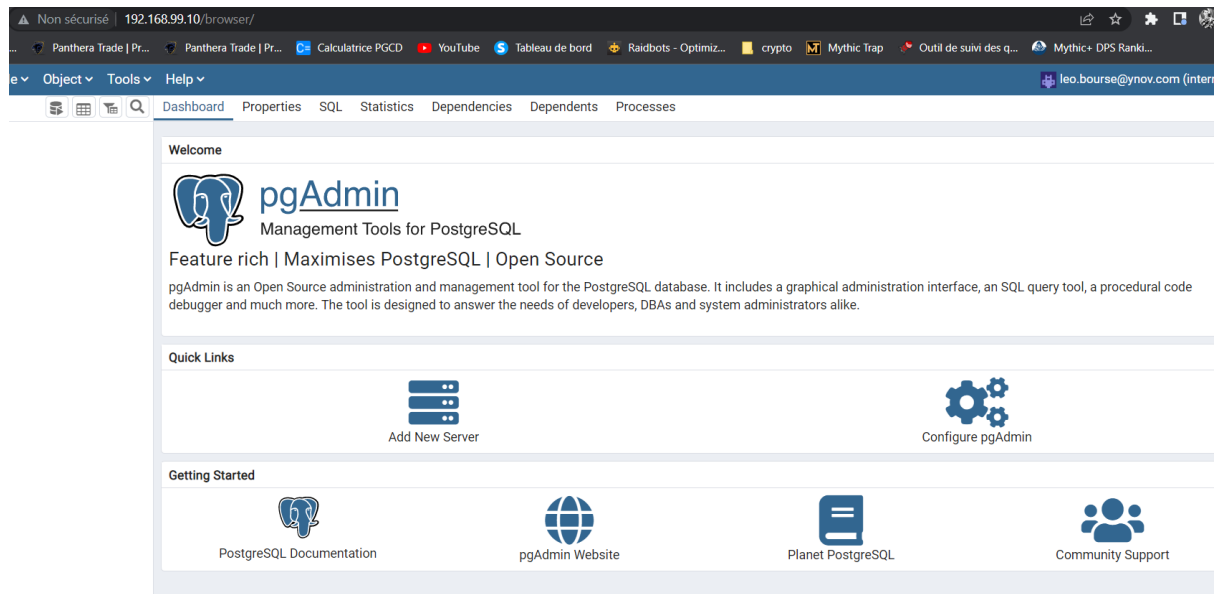 Non sécurisé | 192.168.99.10/browser/
... Panthera Trade | Pr... Panthera Trade | Pr... Calculatrice PGCD YouTube Tableau de bord Raidbots - Optimiz... crypto Mythic Trap Outil de suivi des q... Mythic+ DPS Ranki...
e Object Tools Help leo.bourse@ynov.com (intern
Dashboard Properties SQL Statistics Dependencies Dependents Processes
Welcome
pgAdmin
Management Tools for PostgreSQL
Feature rich | Maximises PostgreSQL | Open Source
pgAdmin is an Open Source administration and management tool for the PostgreSQL database. It includes a graphical administration interface, an SQL query tool, a procedural code
debugger and much more. The tool is designed to answer the needs of developers, DBAs and system administrators alike.
Quick Links
Add New Server Configure pgAdmin
Getting Started
PostgreSQL Documentation pgAdmin Website Planet PostgreSQL Community Support